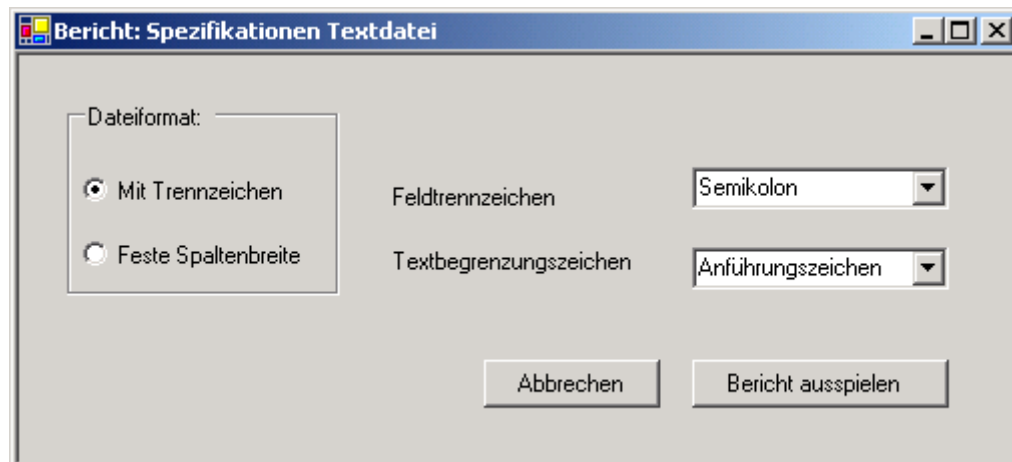 Bericht: Spezifikationen Textdatei
Dateiformat:
Mit Trennzeichen
Feste Spaltenbreite
Feldtrennzeichen
Semikolon
Textbegrenzungszeichen
Anführungszeichen
Abbrechen
Bericht ausspielen